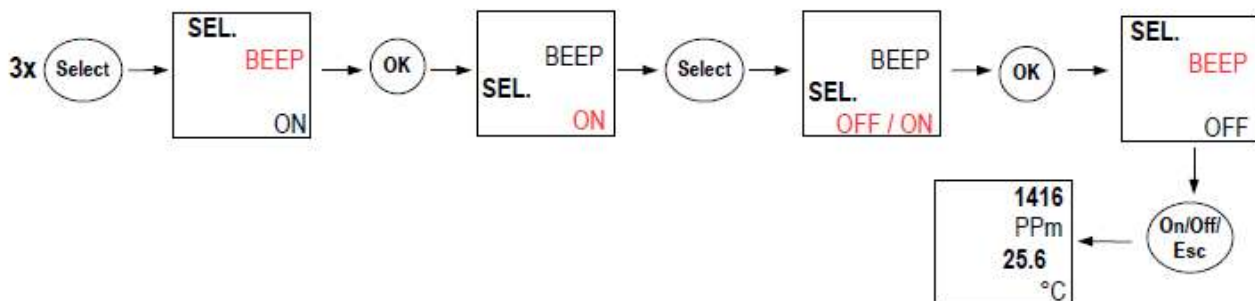 3x
Select
SEL.
BEEP
ON
OK
BEEP
SEL.
ON
Select
BEEP
SEL.
OFF / ON
OK
SEL.
BEEP
OFF
On/Off/
Esc
1416
PPm
25.6
°C